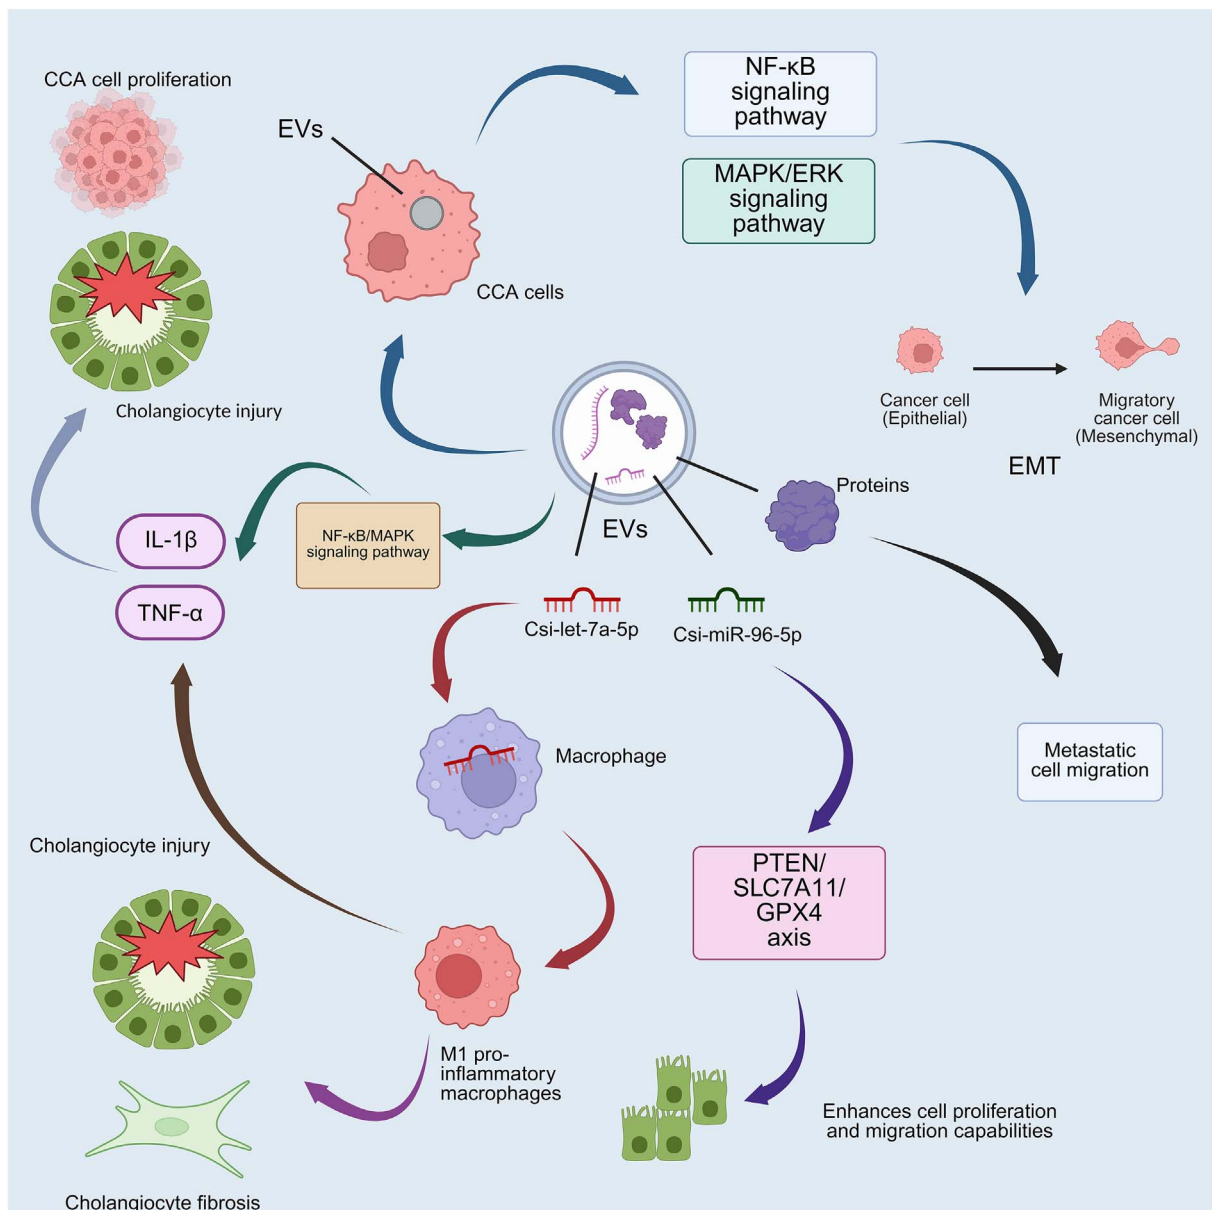 CCA cell proliferation
EVs
CCA cells
NF-κB
signaling
pathway
MAPK/ERK
signaling
pathway
Cholangiocyte injury
Cancer cell
(Epithelial)
Migratory
cancer cell
(Mesenchymal)
EMT
EVs
Proteins
IL-1β
TNF-α
NF-κB/MAPK
signaling pathway
Csi-let-7a-5p
Csi-miR-96-5p
Macrophage
Metastatic
cell migration
Cholangiocyte injury
PTEN/
SLC7A11/
GPX4
axis
M1 pro-
inflammatory
macrophages
Enhances cell proliferation
and migration capabilities
Cholangiocyte fibrosis